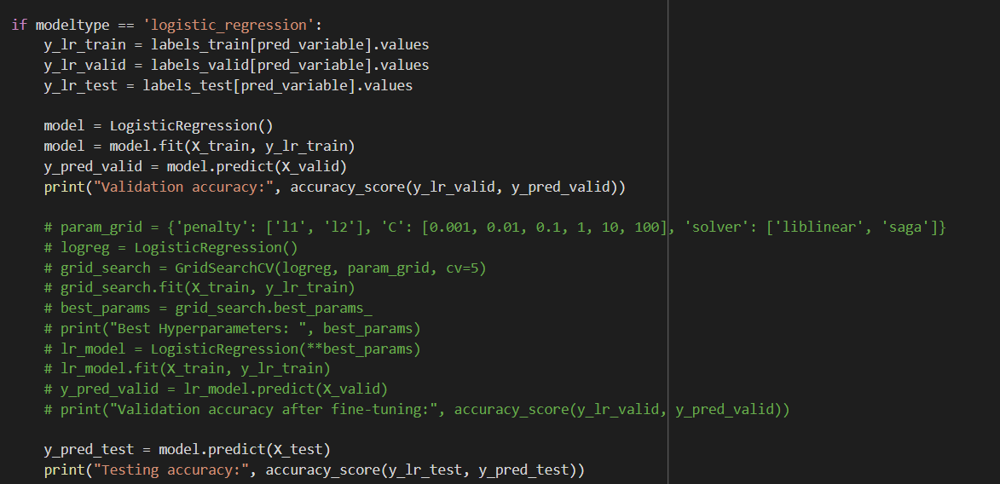 if modeltype == 'logistic_regression':
    y_lr_train = labels_train[pred_variable].values
    y_lr_valid = labels_valid[pred_variable].values
    y_lr_test = labels_test[pred_variable].values

    model = LogisticRegression()
    model = model.fit(X_train, y_lr_train)
    y_pred_valid = model.predict(X_valid)
    print("Validation accuracy:", accuracy_score(y_lr_valid, y_pred_valid))

    # param_grid = {'penalty': ['l1', 'l2'], 'C': [0.001, 0.01, 0.1, 1, 10, 100], 'solver': ['liblinear', 'saga']}
    # logreg = LogisticRegression()
    # grid_search = GridSearchCV(logreg, param_grid, cv=5)
    # grid_search.fit(X_train, y_lr_train)
    # best_params = grid_search.best_params_
    # print("Best Hyperparameters: ", best_params)
    # lr_model = LogisticRegression(**best_params)
    # lr_model.fit(X_train, y_lr_train)
    # y_pred_valid = lr_model.predict(X_valid)
    # print("Validation accuracy after fine-tuning:", accuracy_score(y_lr_valid, y_pred_valid))

    y_pred_test = model.predict(X_test)
    print("Testing accuracy:", accuracy_score(y_lr_test, y_pred_test))